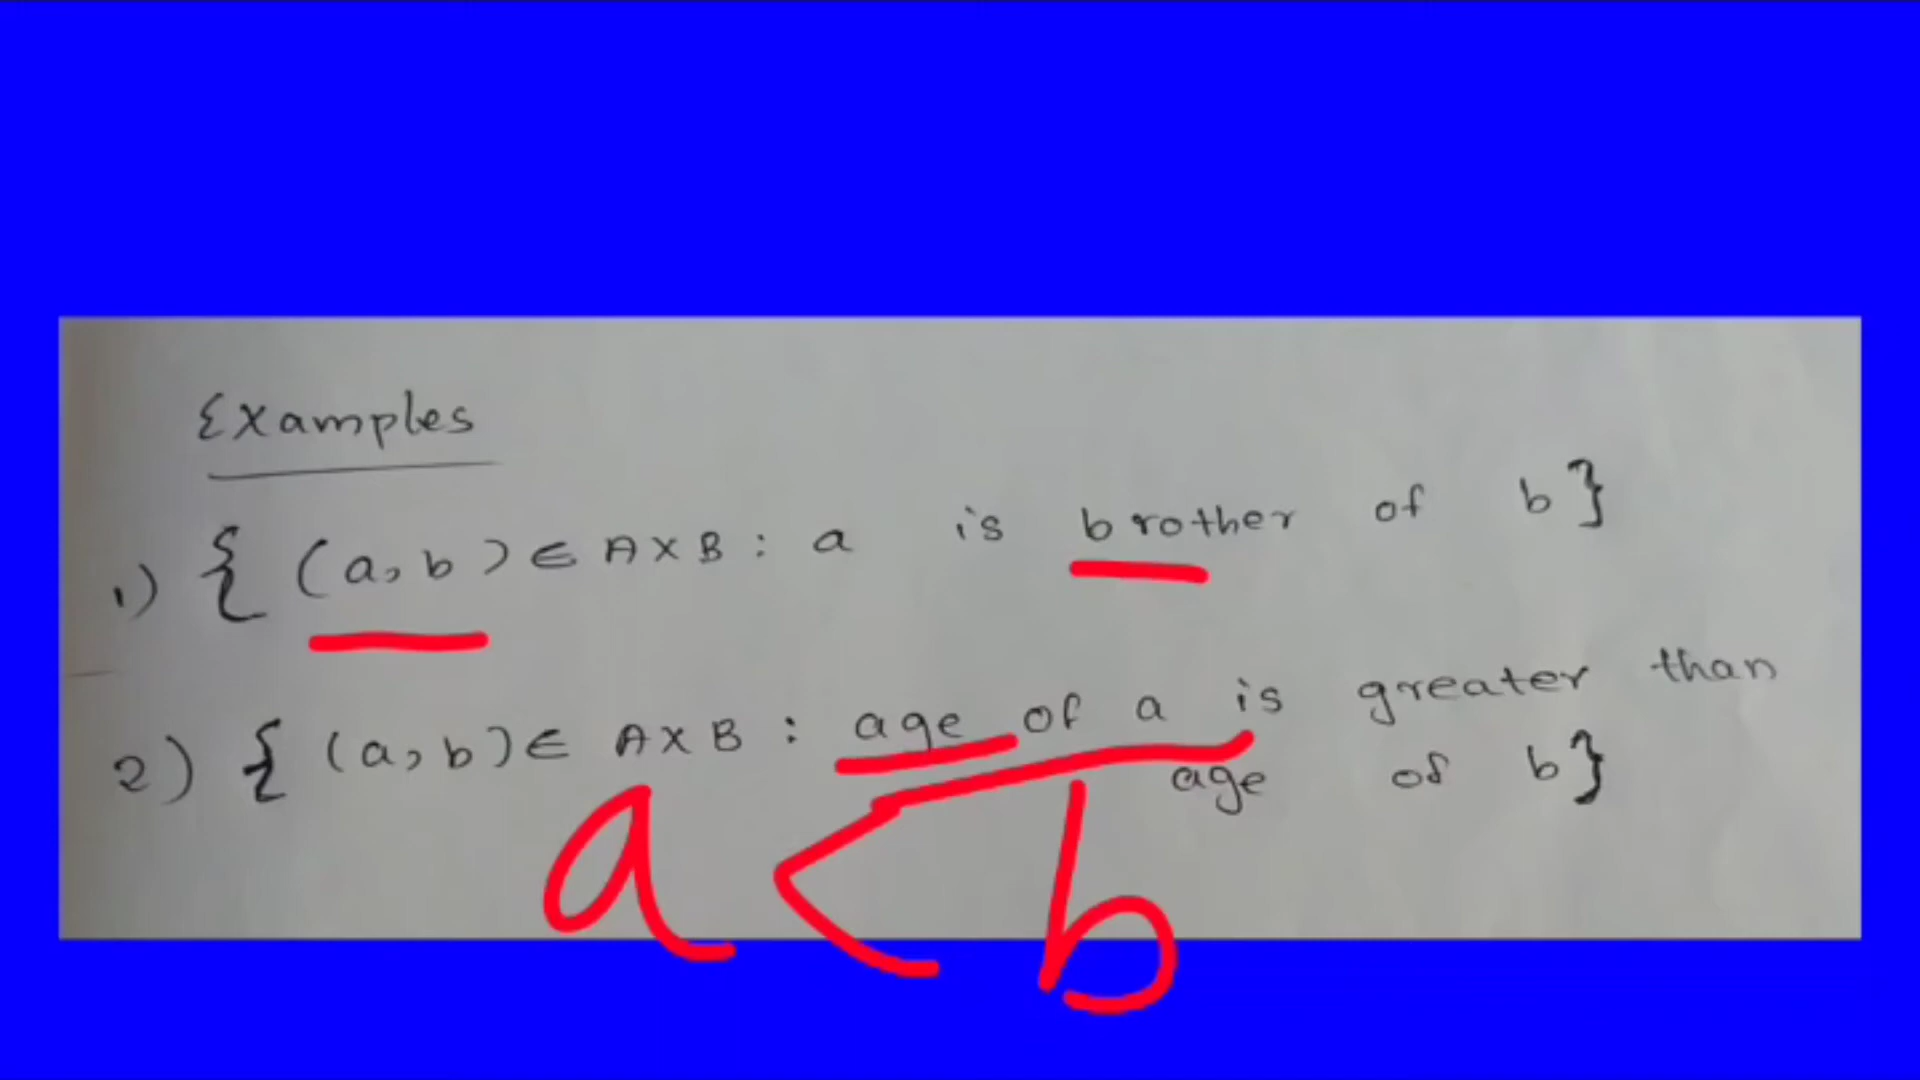 Examples
1) { (a,b) ∈ A×B : a is brother of b}
2) { (a,b) ∈ A×B : age of a is greater than
age of b}
a < b